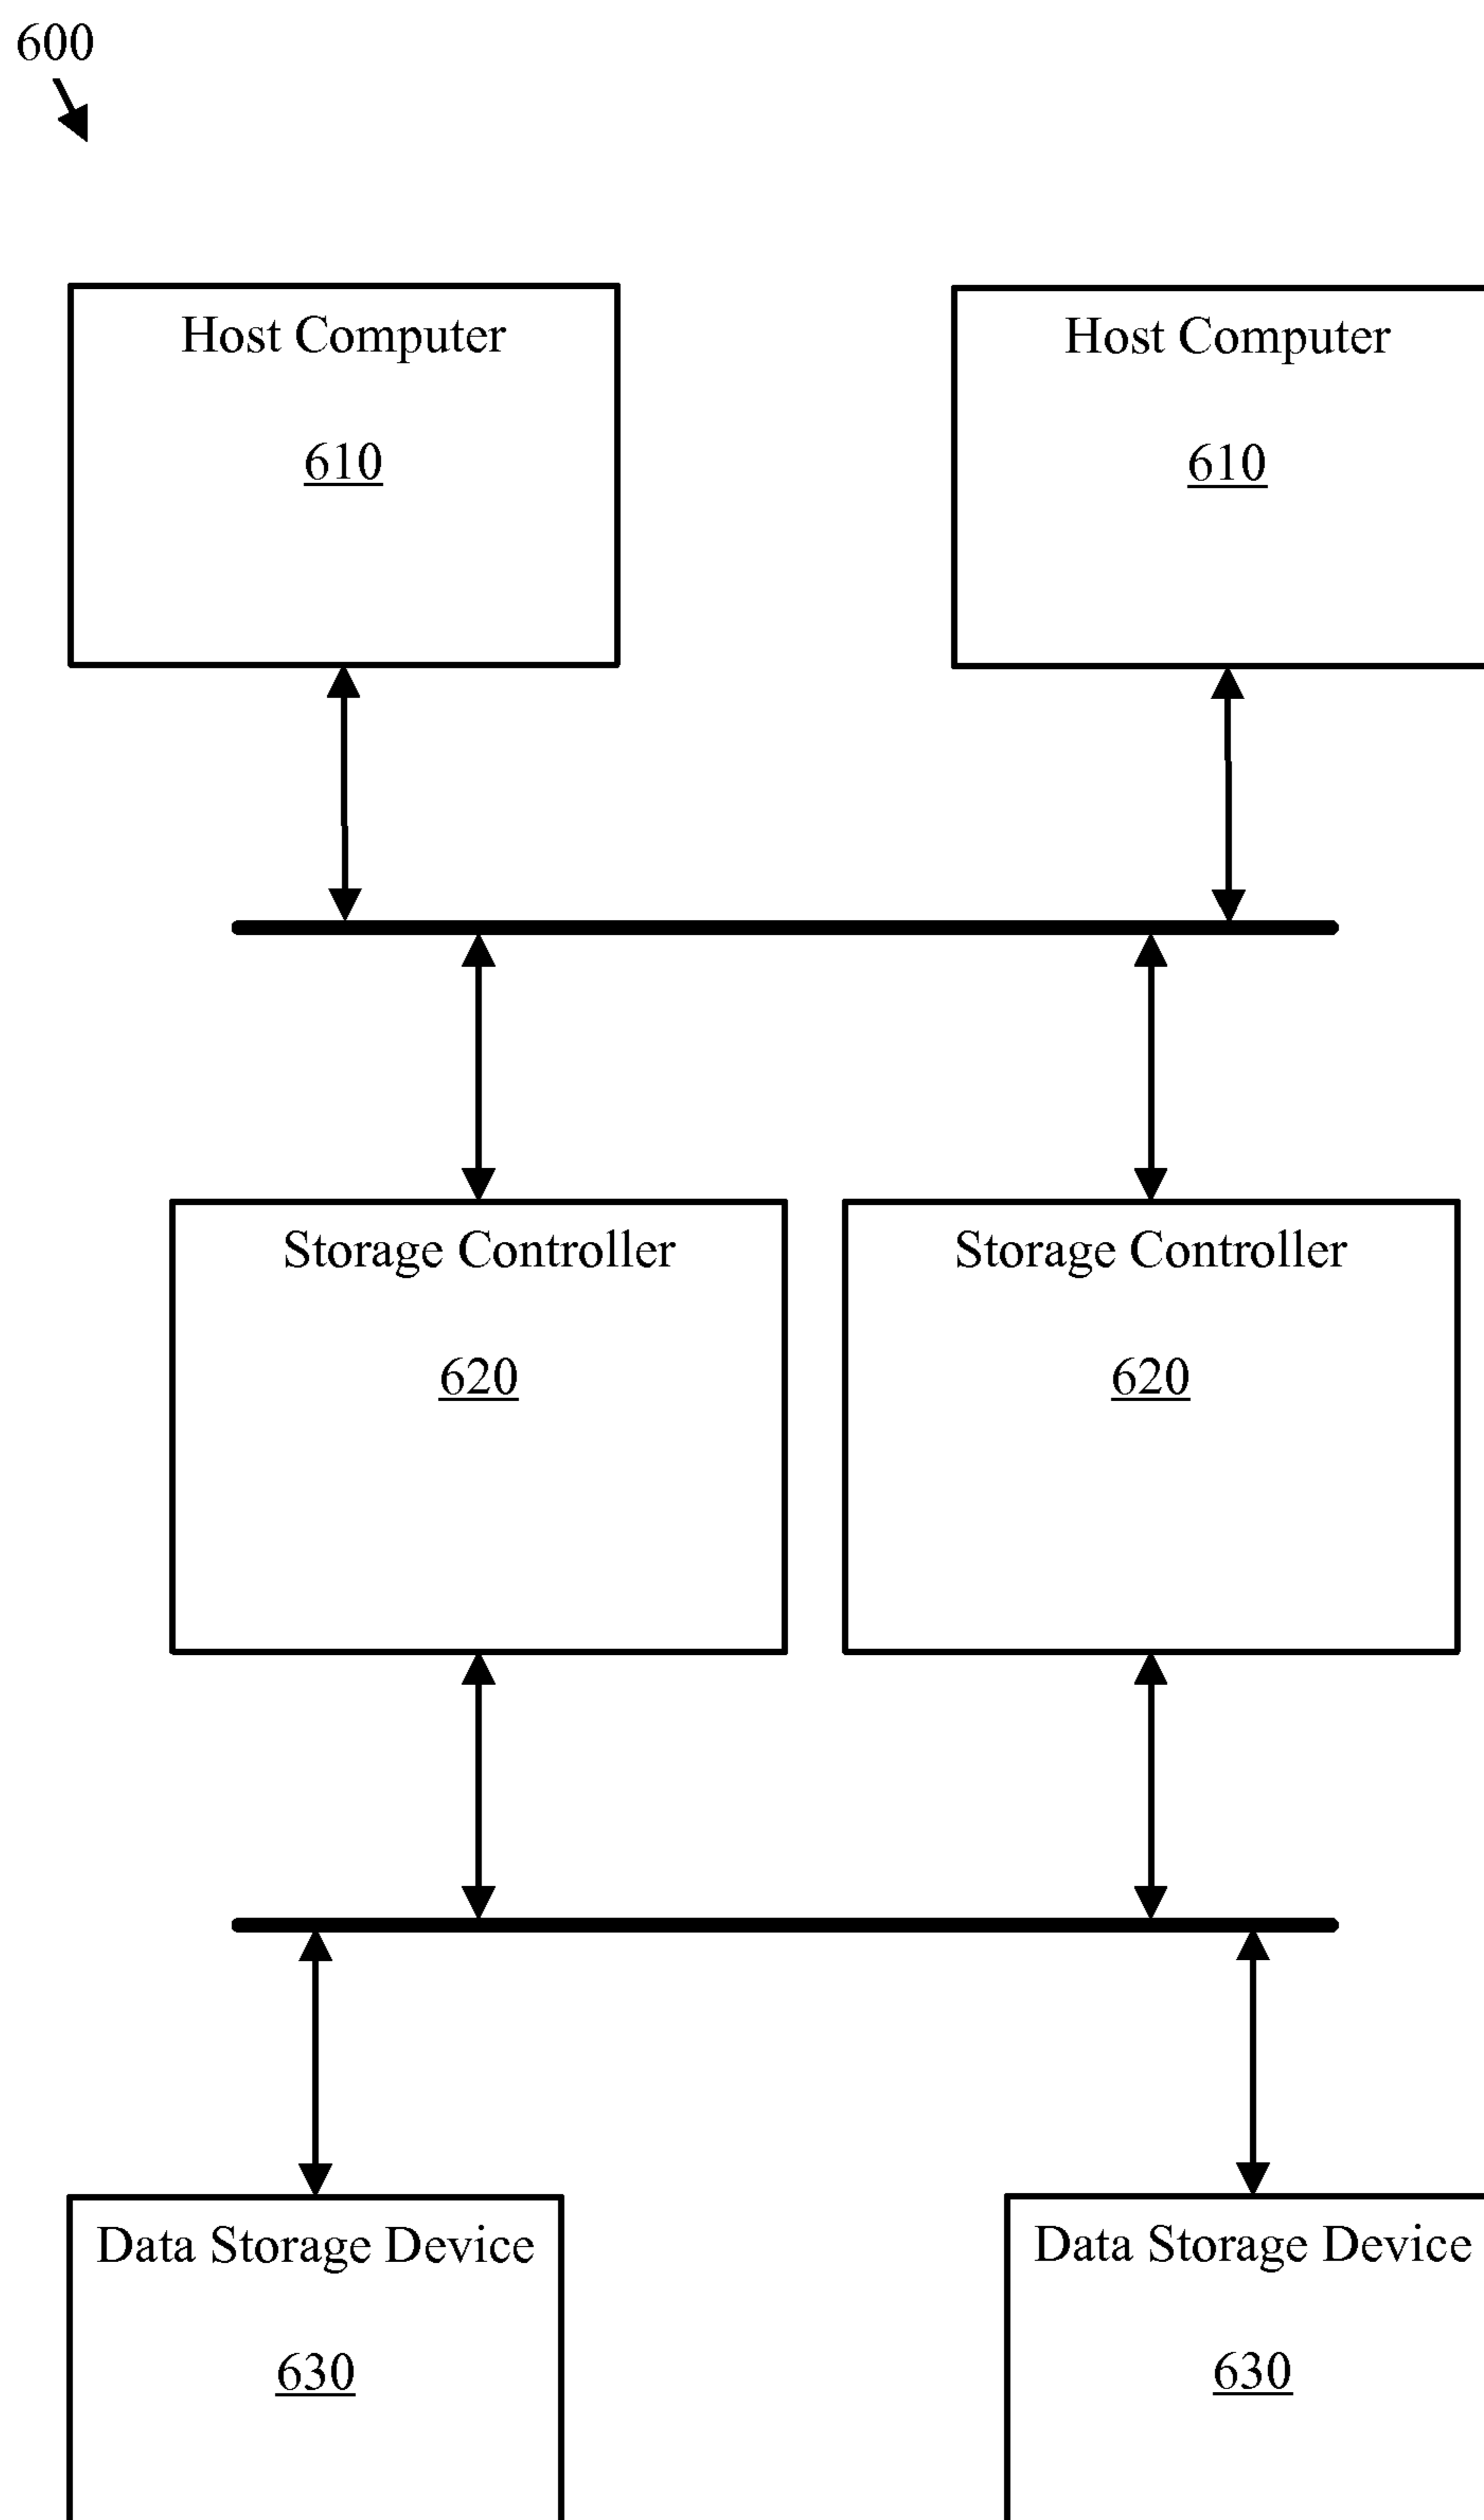 600
Host Computer
610
Host Computer
610
Storage Controller
620
Storage Controller
620
Data Storage Device
630
Data Storage Device
630